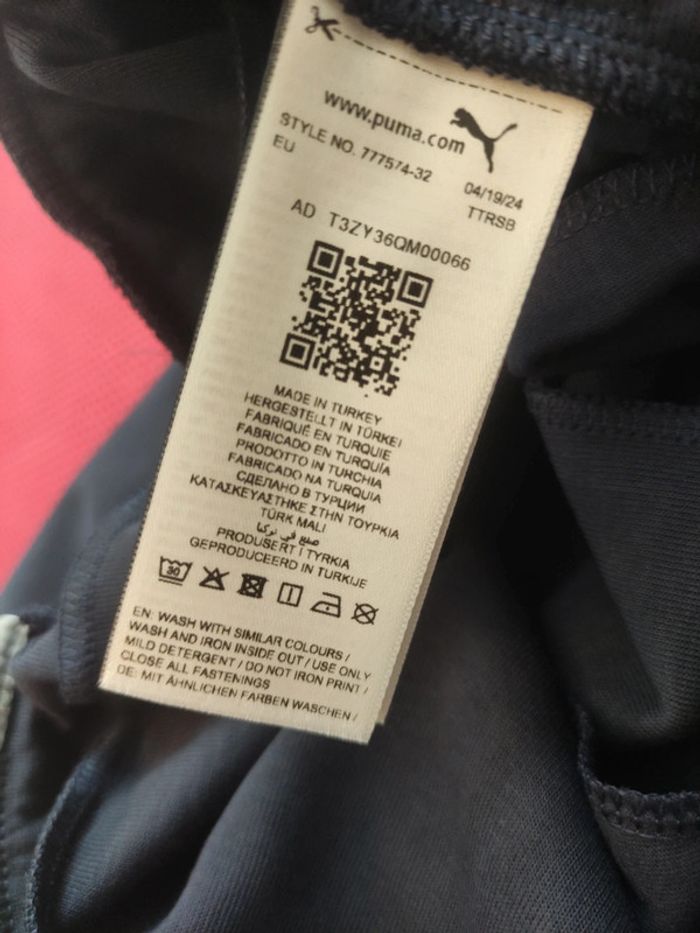 www.puma.com
STYLE NO. 777574-32
EU
04/19/24
TTRSB
AD T3ZY36QM00066
MADE IN TURKEY
HERGESTELLT IN TÜRKEI
FABRIQUÉ EN TURQUIE
FABRICADO EN TURQUÍA
PRODOTTO IN TURCHIA
FABRICADO NA TURQUIA
СДЕЛАНО В ТУРЦИИ
ΚΑΤΑΣΚΕΥΑΣΤΗΚΕ ΣΤΗΝ ΤΟΥΡΚΙΑ
TÜRK MALI
صنع في تركيا
PRODUSERT I TYRKIA
GEPRODUCEERD IN TURKIJE
30
EN: WASH WITH SIMILAR COLOURS /
WASH AND IRON INSIDE OUT / USE ONLY
MILD DETERGENT / DO NOT IRON PRINT /
CLOSE ALL FASTENINGS
DE: MIT ÄHNLICHEN FARBEN WASCHEN /